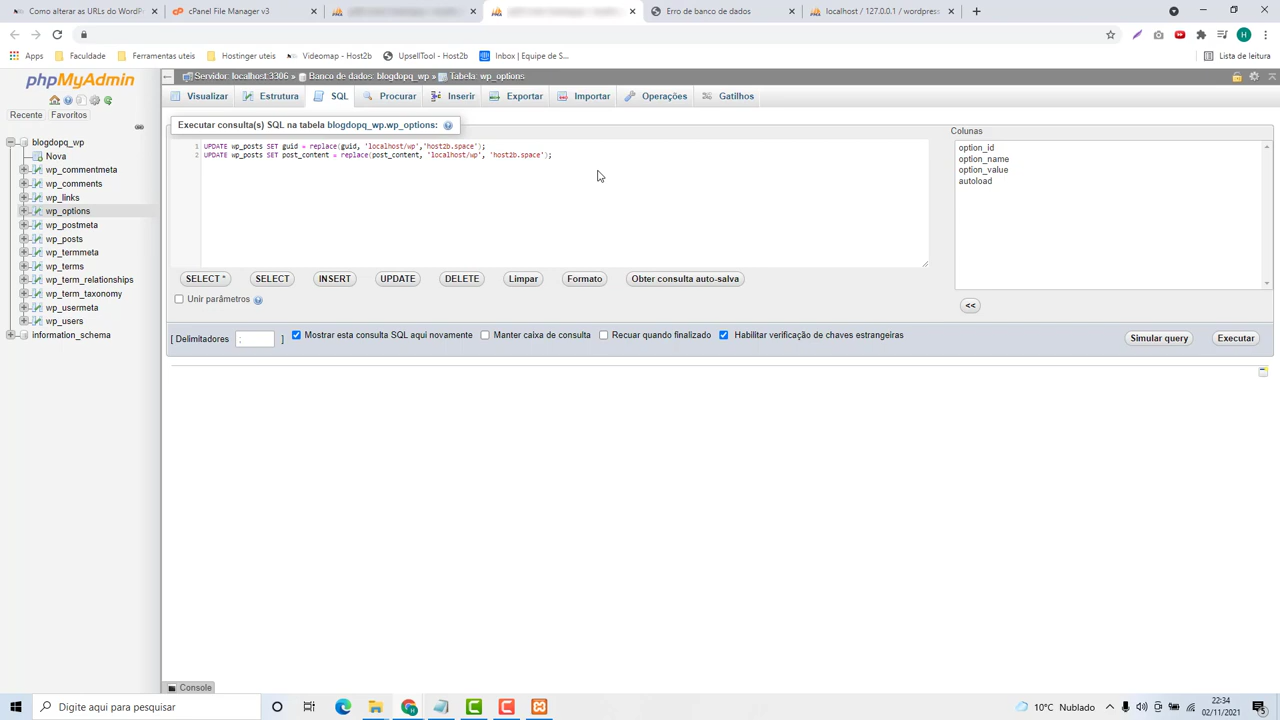 Como alterar as URLs do WordPr
cPanel File Manager v3
Erro de banco de dados
localhost / 127.0.0.1 / wordpress
Apps
Faculdade
Ferramentas uteis
Hostinger uteis
Videomap - Host2b
UpsellTool - Host2b
Inbox | Equipe de S...
Lista de leitura
phpMyAdmin
Recente
Favoritos
blogdopq_wp
Nova
wp_commentmeta
wp_comments
wp_links
wp_options
wp_postmeta
wp_posts
wp_termmeta
wp_terms
wp_term_relationships
wp_term_taxonomy
wp_usermeta
wp_users
information_schema
Servidor: localhost:3306 » Banco de dados: blogdopq_wp » Tabela: wp_options
Visualizar
Estrutura
SQL
Procurar
Inserir
Exportar
Importar
Operações
Gatilhos
Executar consulta(s) SQL na tabela blogdopq_wp.wp_options:
1 UPDATE wp_posts SET guid = replace(guid, 'localhost/wp','host2b.space');
2 UPDATE wp_posts SET post_content = replace(post_content, 'localhost/wp', 'host2b.space');
Colunas
option_id
option_name
option_value
autoload
<<
SELECT *
SELECT
INSERT
UPDATE
DELETE
Limpar
Formato
Obter consulta auto-salva
Unir parâmetros
[ Delimitadores ; ]
Mostrar esta consulta SQL aqui novamente
Manter caixa de consulta
Recuar quando finalizado
Habilitar verificação de chaves estrangeiras
Simular query
Executar
Console
Digite aqui para pesquisar
10°C Nublado
22:34
02/11/2021